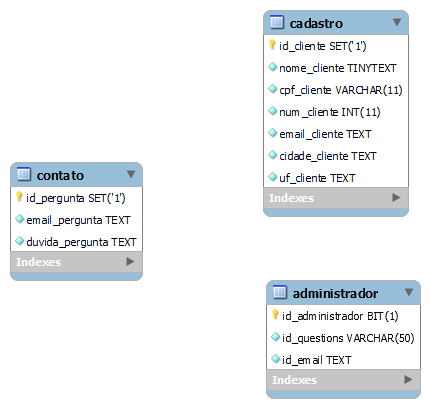 cadastro
id_cliente SET('1')
nome_cliente TINYTEXT
cpf_cliente VARCHAR(11)
num_cliente INT(11)
email_cliente TEXT
cidade_cliente TEXT
uf_cliente TEXT
Indexes
contato
id_pergunta SET('1')
email_pergunta TEXT
duvida_pergunta TEXT
Indexes
administrador
id_administrador BIT(1)
id_questions VARCHAR(50)
id_email TEXT
Indexes